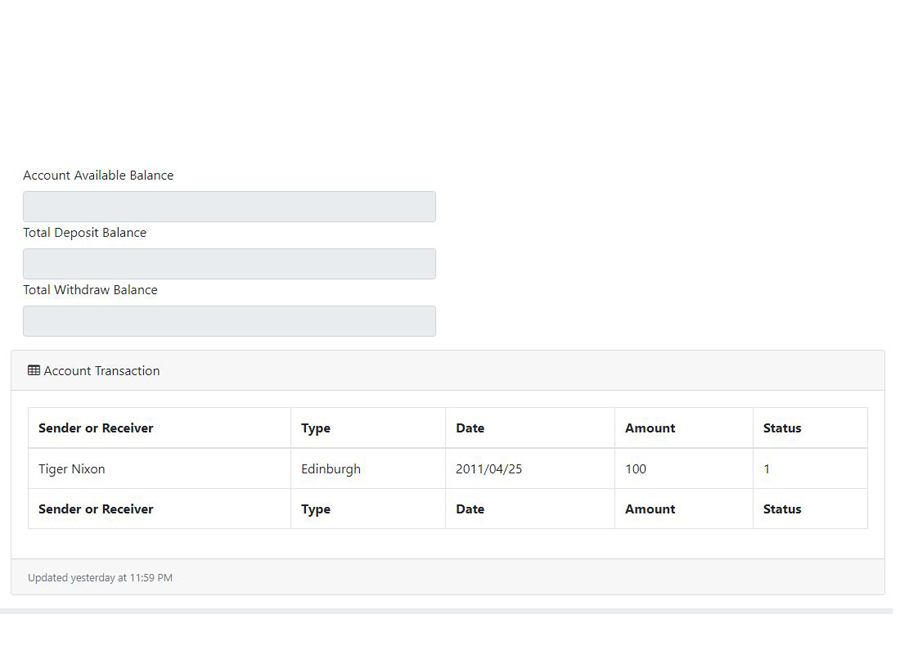 Account Available Balance
Total Deposit Balance
Total Withdraw Balance
Account Transaction
Sender or Receiver Type Date Amount Status
Tiger Nixon Edinburgh 2011/04/25 100 1
Sender or Receiver Type Date Amount Status
Updated yesterday at 11:59 PM